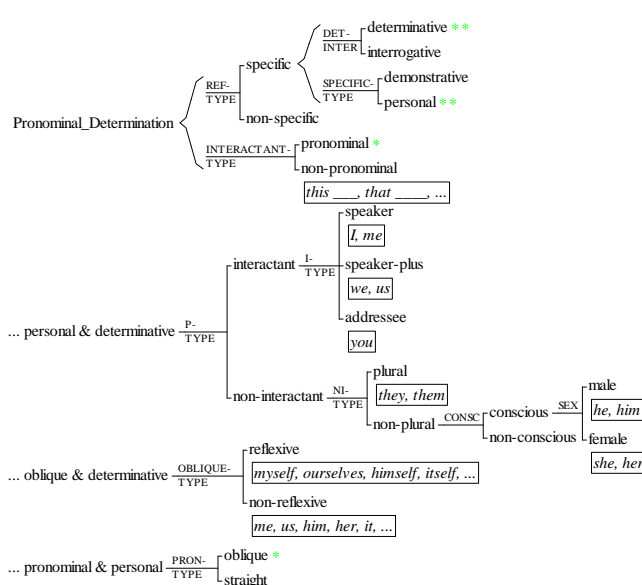 determinative **
DET-
INTER
interrogative
specific
REF-
TYPE
demonstrative
SPECIFIC-
TYPE
personal **
Pronominal_Determination
non-specific
INTERACTANT-
TYPE
pronominal *
non-pronominal
this ___, that ____, ...
speaker
I, me
interactant
I-
TYPE
speaker-plus
we, us
addressee
you
... personal & determinative
P-
TYPE
plural
they, them
non-interactant
NI-
TYPE
non-plural
CONSC
conscious
SEX
male
he, him
non-conscious
female
she, her
reflexive
myself, ourselves, himself, itself, ...
... oblique & determinative
OBLIQUE-
TYPE
non-reflexive
me, us, him, her, it, ...
... pronominal & personal
PRON-
TYPE
oblique *
straight